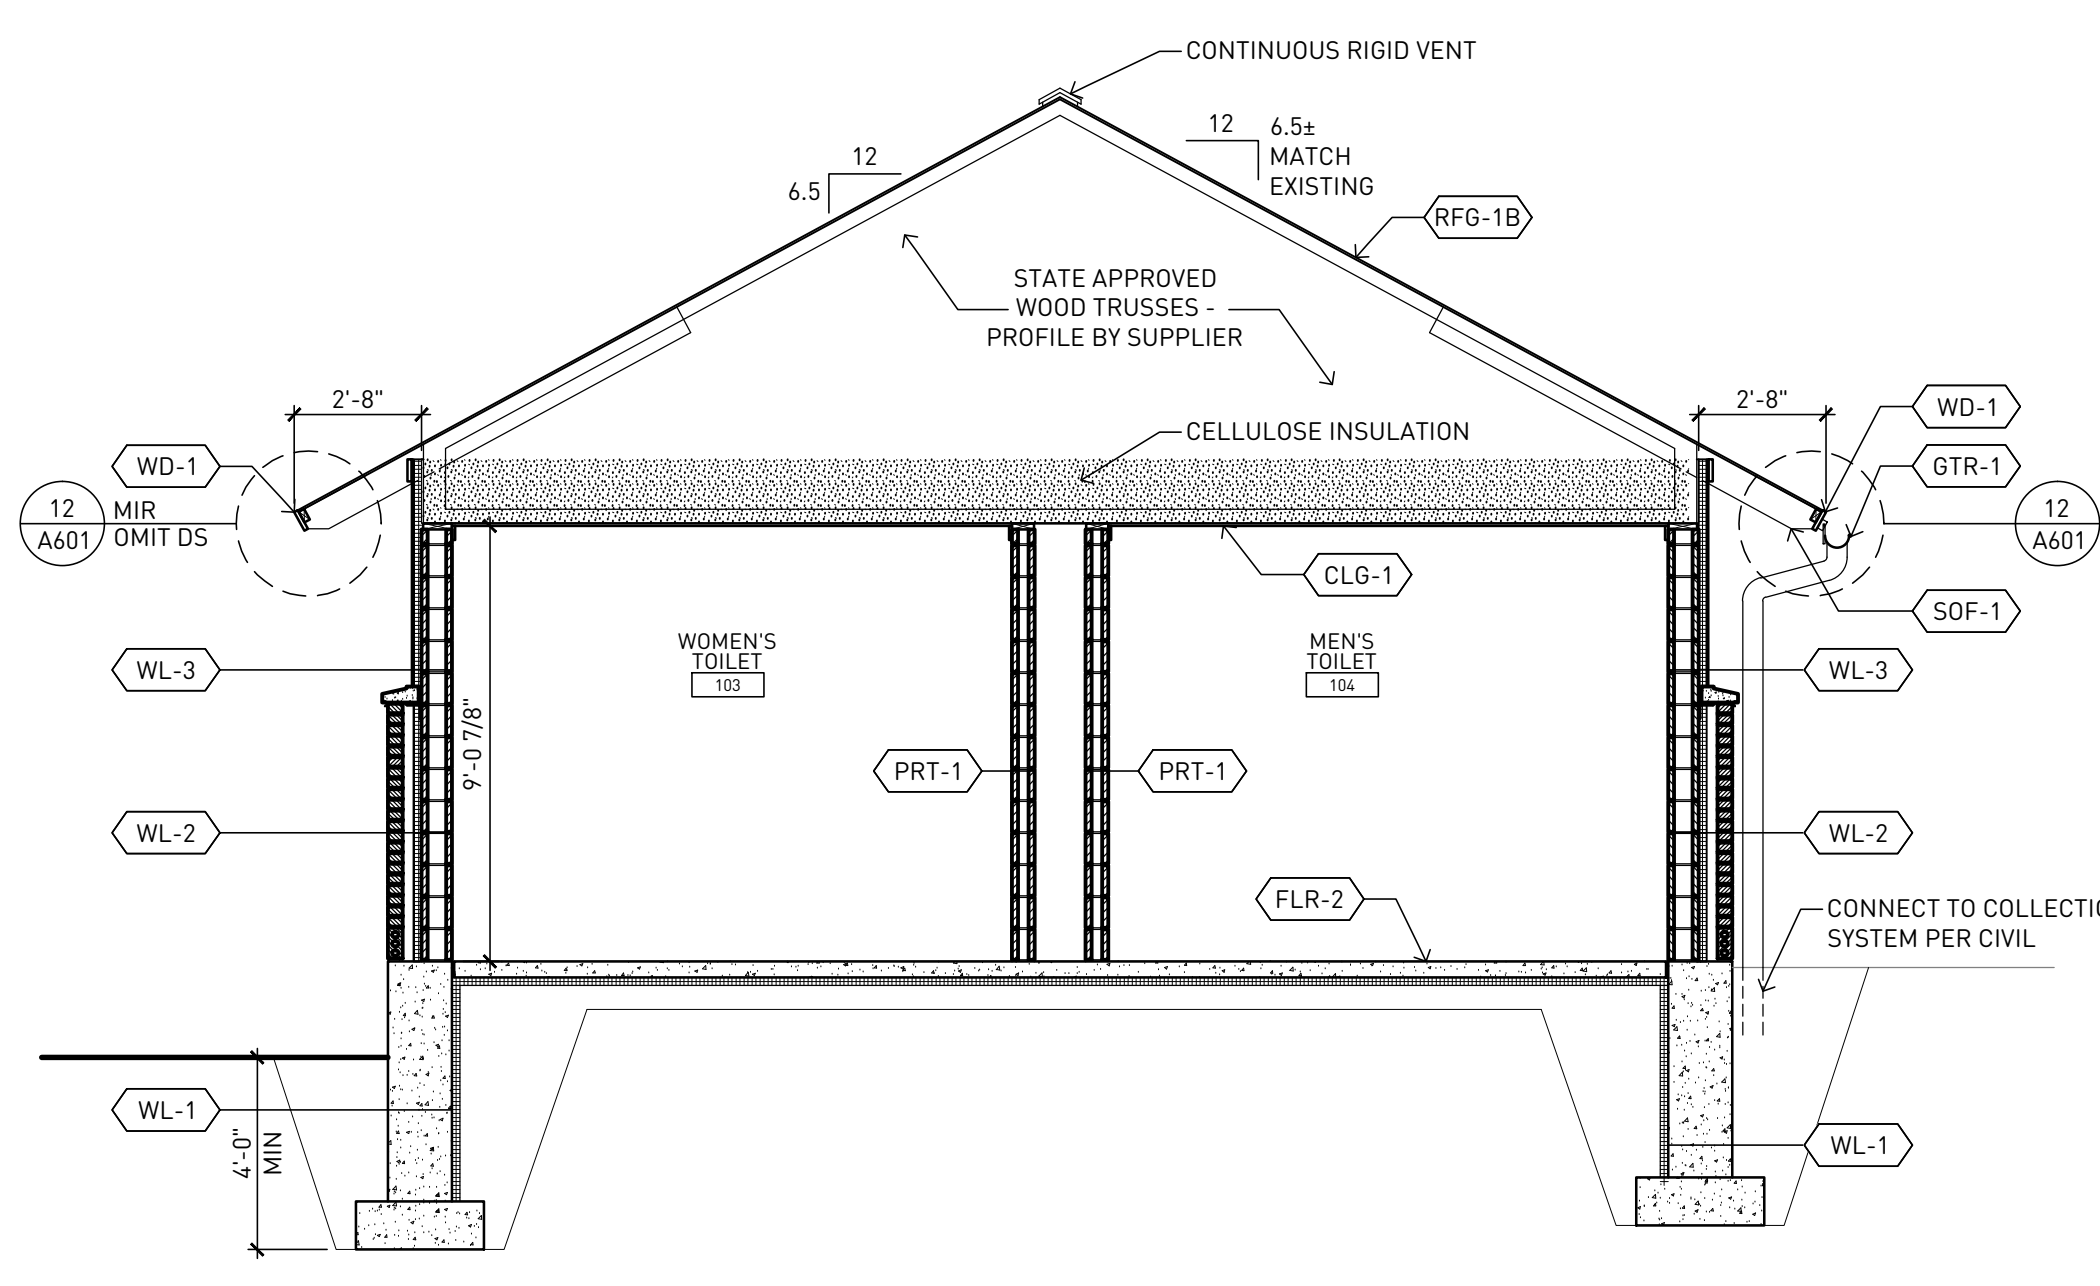 CONTINUOUS RIGID VENT
12
6.5±
MATCH
EXISTING
12
6.5
RFG-1B
STATE APPROVED
WOOD TRUSSES -
PROFILE BY SUPPLIER
2'-8"
2'-8"
WD-1
CELLULOSE INSULATION
WD-1
GTR-1
12
A601
MIR
OMIT DS
12
A601
CLG-1
SOF-1
WOMEN'S
TOILET
103
MEN'S
TOILET
104
WL-3
WL-3
9'-0 7/8"
PRT-1
PRT-1
WL-2
WL-2
FLR-2
CONNECT TO COLLECTIO
SYSTEM PER CIVIL
WL-1
4'-0"
MIN
WL-1